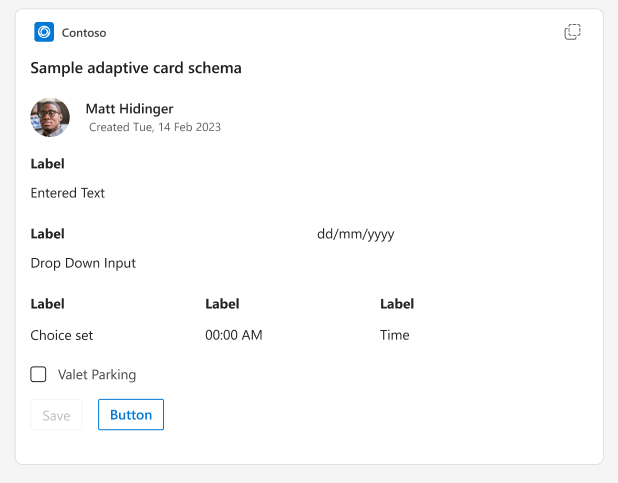 Contoso
Sample adaptive card schema
Matt Hidinger
Created Tue, 14 Feb 2023
Label
Entered Text
Label dd/mm/yyyy
Drop Down Input
Label Label Label
Choice set 00:00 AM Time
Valet Parking
Save Button